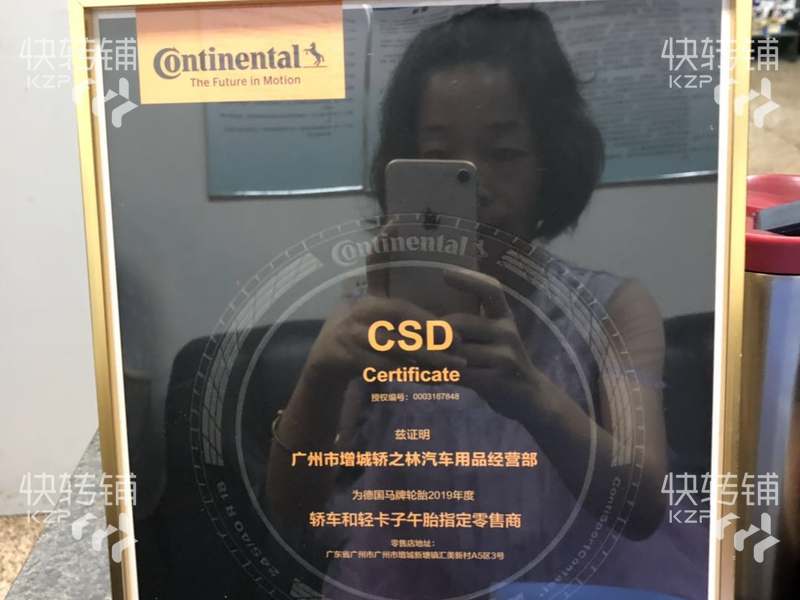 快转铺
KZP
快转铺
KZP
Continental
The Future in Motion
Continental
CSD
Certificate
授权编号：0003187848
兹证明
广州市增城轿之林汽车用品经营部
为德国马牌轮胎2019年度
轿车和轻卡子午胎指定零售商
零售店地址：
广东省广州市广州市增城新塘镇汇美新村A5区3号
245/40 R 18
ContiSportContact
快转铺
KZP
快转铺
KZP